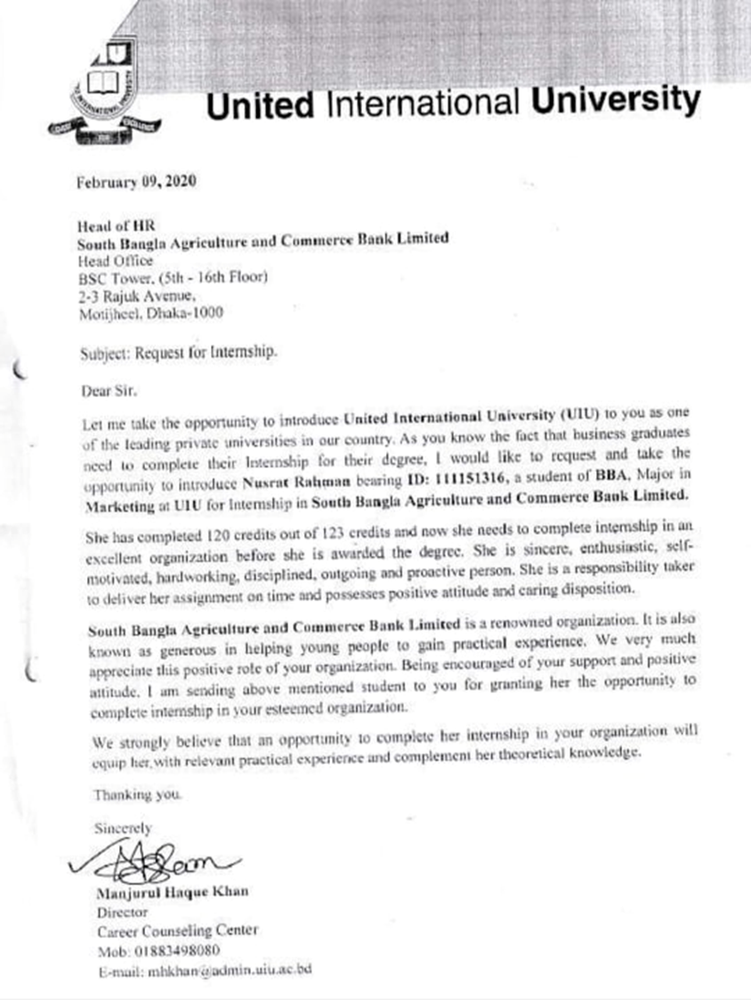 U
United International University
February 09, 2020
Head of HR
South Bangla Agriculture and Commerce Bank Limited
Head Office
BSC Tower, (5th - 16th Floor)
2-3 Rajuk Avenue,
Motijheel, Dhaka-1000
Subject: Request for Internship.
Dear Sir,
Let me take the opportunity to introduce United International University (UIU) to you as one
of the leading private universities in our country. As you know the fact that business graduates
need to complete their Internship for their degree, I would like to request and take the
opportunity to introduce Nusrat Rahman bearing ID: 111151316, a student of BBA, Major in
Marketing at UIU for Internship in South Bangla Agriculture and Commerce Bank Limited.
She has completed 120 credits out of 123 credits and now she needs to complete internship in an
excellent organization before she is awarded the degree. She is sincere, enthusiastic, self-
motivated, hardworking, disciplined, outgoing and proactive person. She is a responsibility taker
to deliver her assignment on time and possesses positive attitude and caring disposition.
South Bangla Agriculture and Commerce Bank Limited is a renowned organization. It is also
known as generous in helping young people to gain practical experience. We very much
appreciate this positive role of your organization. Being encouraged of your support and positive
attitude, I am sending above mentioned student to you for granting her the opportunity to
complete internship in your esteemed organization.
We strongly believe that an opportunity to complete her internship in your organization will
equip her with relevant practical experience and complement her theoretical knowledge.
Thanking you.
Sincerely
Manjurul Haque Khan
Director
Career Counseling Center
Mob: 01883498080
E-mail: mhkhan@admin.uiu.ac.bd